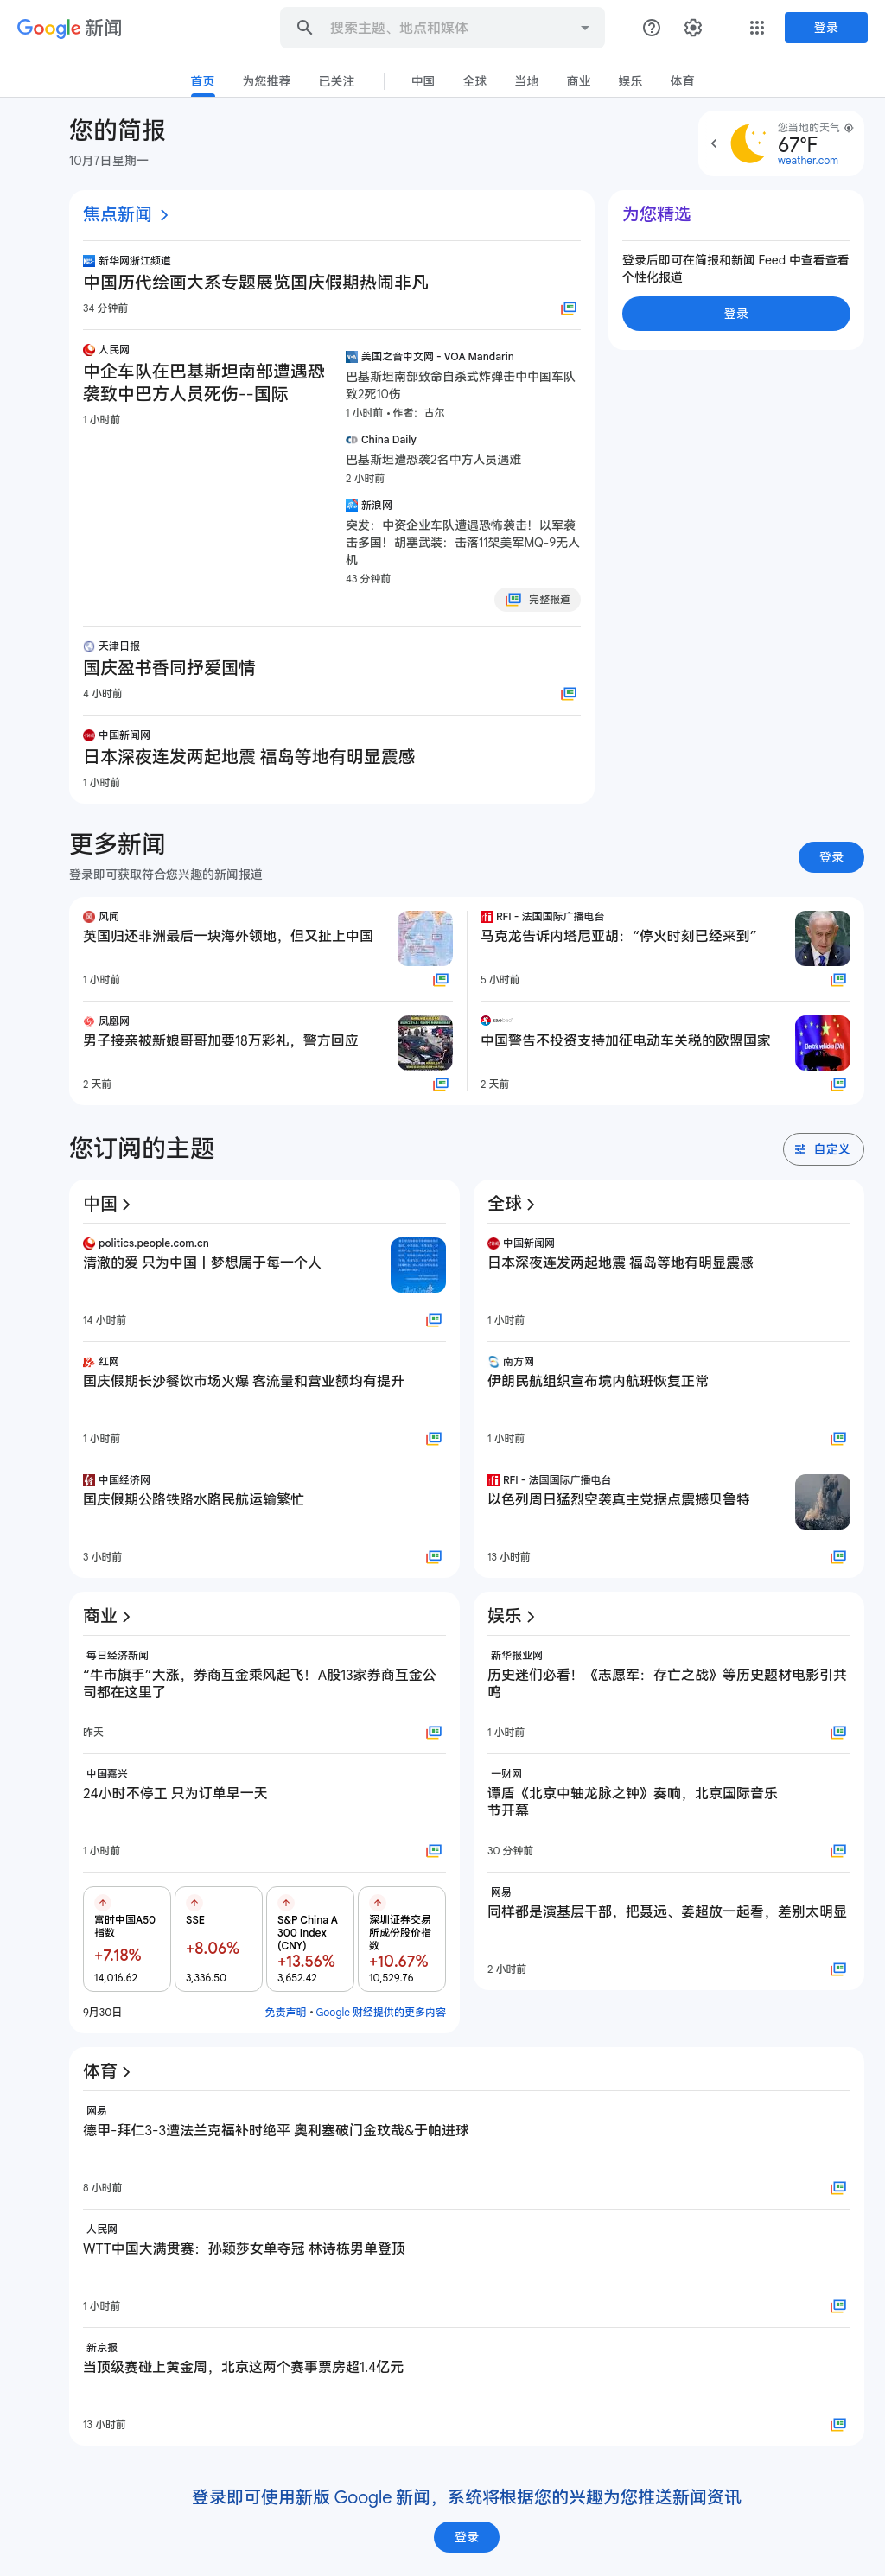 Google 新闻
搜索主题、地点和媒体
登录
首页
为您推荐
已关注
中国
全球
当地
商业
娱乐
体育
您的简报
10月7日星期一
您当地的天气
67°F
weather.com
焦点新闻
新华网浙江频道
中国历代绘画大系专题展览国庆假期热闹非凡
34 分钟前
人民网
中企车队在巴基斯坦南部遭遇恐
袭致中巴方人员死伤--国际
1 小时前
美国之音中文网 - VOA Mandarin
巴基斯坦南部致命自杀式炸弹击中中国车队
致2死10伤
1 小时前 • 作者：古尔
China Daily
巴基斯坦遭恐袭2名中方人员遇难
2 小时前
新浪网
突发：中资企业车队遭遇恐怖袭击！以军袭
击多国！胡塞武装：击落11架美军MQ-9无人
机
43 分钟前
完整报道
天津日报
国庆盈书香同抒爱国情
4 小时前
中国新闻网
日本深夜连发两起地震 福岛等地有明显震感
1 小时前
为您精选
登录后即可在简报和新闻 Feed 中查看查看
个性化报道
登录
更多新闻
登录即可获取符合您兴趣的新闻报道
登录
风闻
英国归还非洲最后一块海外领地，但又扯上中国
1 小时前
RFI - 法国国际广播电台
马克龙告诉内塔尼亚胡：“停火时刻已经来到”
5 小时前
凤凰网
男子接亲被新娘哥哥加要18万彩礼，警方回应
2 天前
中国警告不投资支持加征电动车关税的欧盟国家
2 天前
您订阅的主题
自定义
中国
politics.people.com.cn
清澈的爱 只为中国丨梦想属于每一个人
14 小时前
红网
国庆假期长沙餐饮市场火爆 客流量和营业额均有提升
1 小时前
中国经济网
国庆假期公路铁路水路民航运输繁忙
3 小时前
全球
中国新闻网
日本深夜连发两起地震 福岛等地有明显震感
1 小时前
南方网
伊朗民航组织宣布境内航班恢复正常
1 小时前
RFI - 法国国际广播电台
以色列周日猛烈空袭真主党据点震撼贝鲁特
13 小时前
商业
每日经济新闻
“牛市旗手”大涨，券商互金乘风起飞！A股13家券商互金公
司都在这里了
昨天
中国嘉兴
24小时不停工 只为订单早一天
1 小时前
富时中国A50
指数
+7.18%
14,016.62
SSE
+8.06%
3,336.50
S&P China A
300 Index
(CNY)
+13.56%
3,652.42
深圳证券交易
所成份股价指
数
+10.67%
10,529.76
9月30日
免责声明 • Google 财经提供的更多内容
娱乐
新华报业网
历史迷们必看！《志愿军：存亡之战》等历史题材电影引共
鸣
1 小时前
一财网
谭盾《北京中轴龙脉之钟》奏响，北京国际音乐
节开幕
30 分钟前
网易
同样都是演基层干部，把聂远、姜超放一起看，差别太明显
2 小时前
体育
网易
德甲-拜仁3-3遭法兰克福补时绝平 奥利塞破门金玟哉&于帕进球
8 小时前
人民网
WTT中国大满贯赛：孙颖莎女单夺冠 林诗栋男单登顶
1 小时前
新京报
当顶级赛碰上黄金周，北京这两个赛事票房超1.4亿元
13 小时前
登录即可使用新版 Google 新闻，系统将根据您的兴趣为您推送新闻资讯
登录